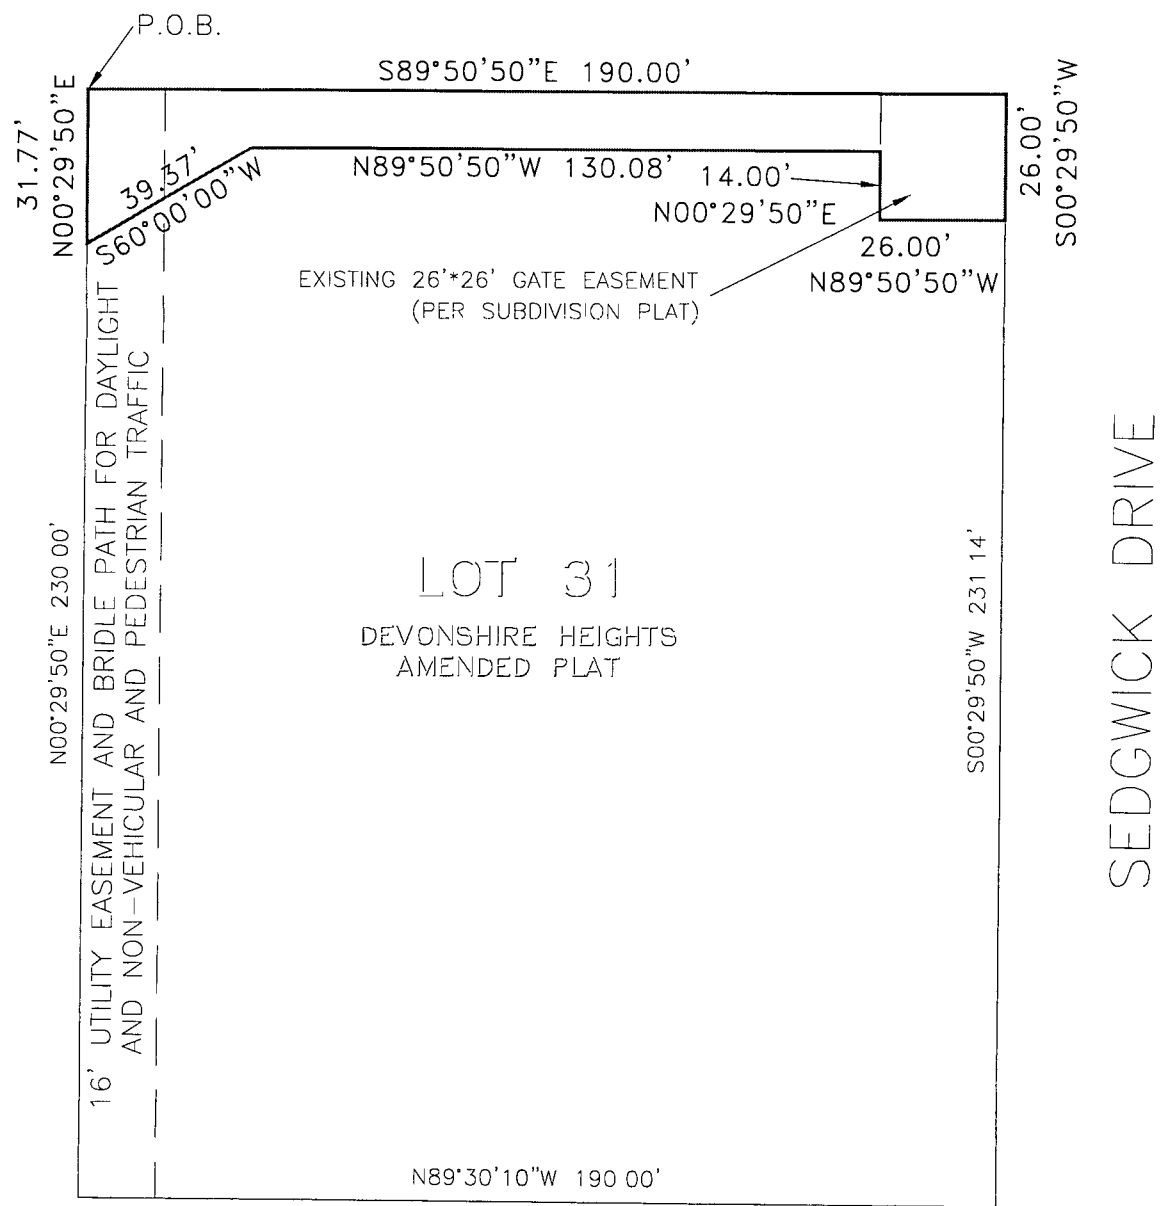 P.O.B.
S89°50'50"E 190.00'
31.77'
N00°29'50"E
26.00'
S00°29'50"W
39.37'
S60°00'00"W
N89°50'50"W 130.08'
14.00'
N00°29'50"E
26.00'
N89°50'50"W
EXISTING 26'*26' GATE EASEMENT
(PER SUBDIVISION PLAT)
16' UTILITY EASEMENT AND BRIDLE PATH FOR DAYLIGHT
AND NON-VEHICULAR AND PEDESTRIAN TRAFFIC
N00°29'50"E 230 00'
LOT 31
DEVONSHIRE HEIGHTS
AMENDED PLAT
S00°29'50"W 231 14'
SEDGWICK DRIVE
N89°30'10"W 190 00'